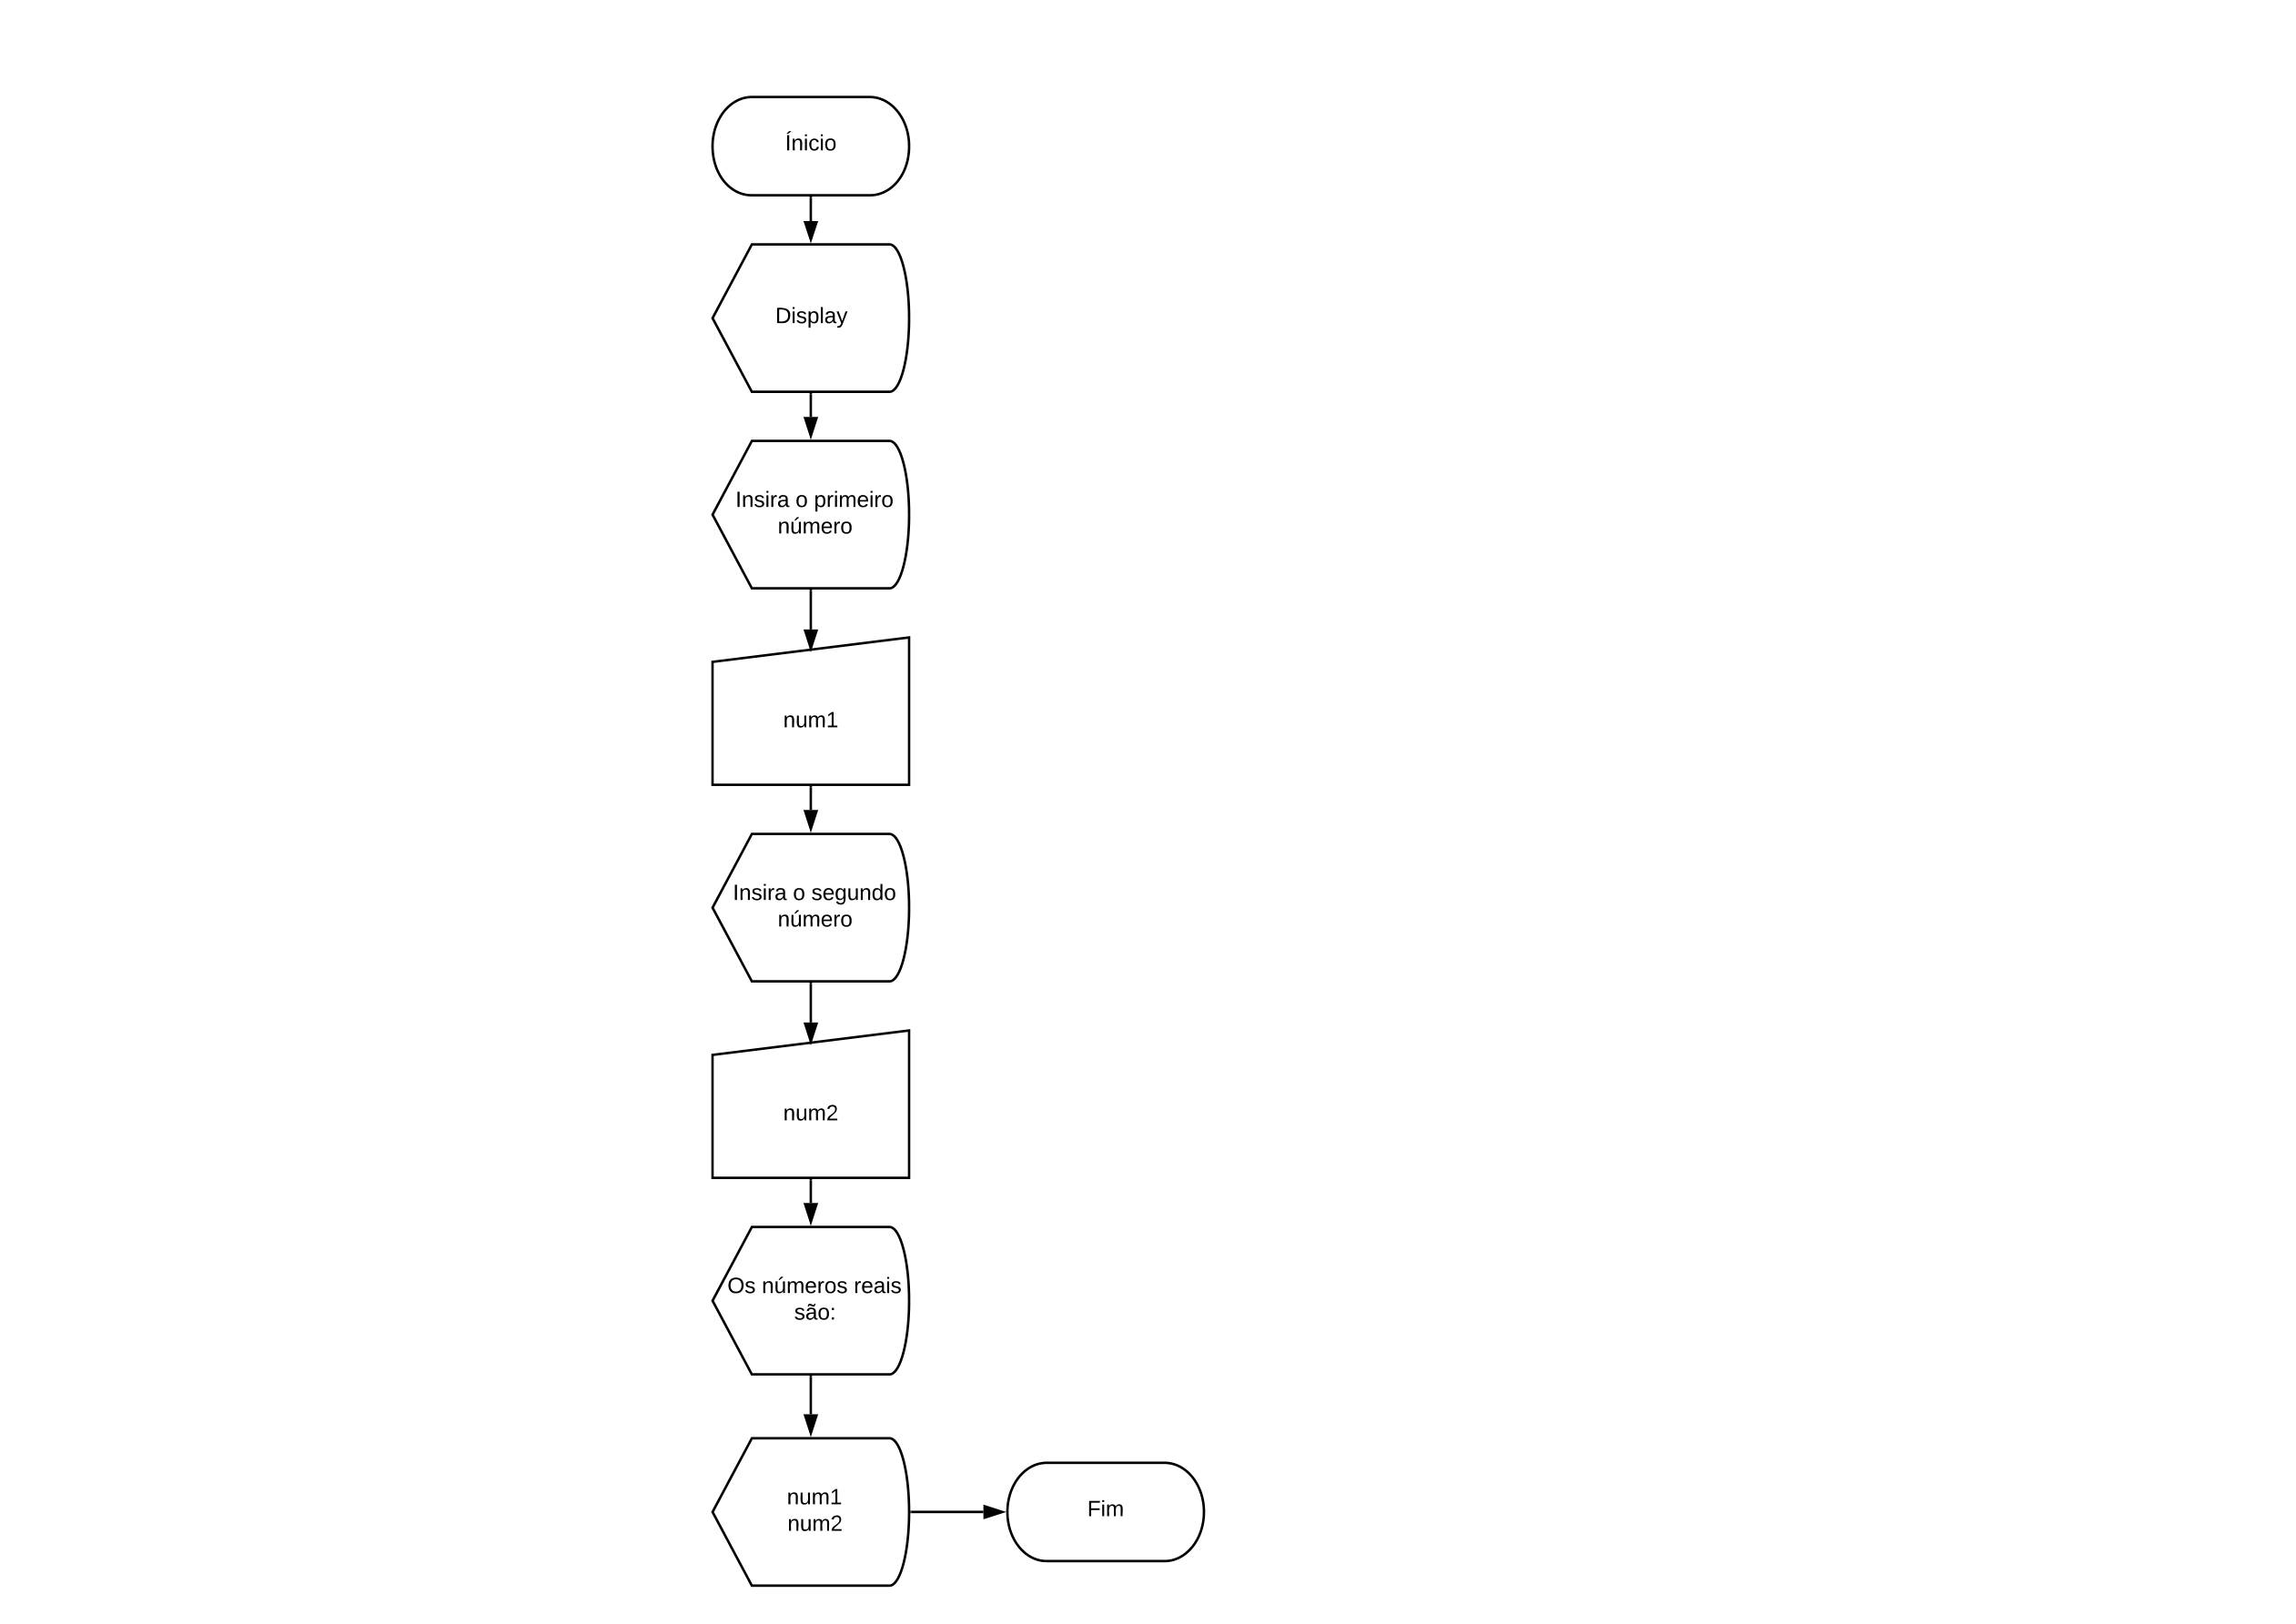 Ínicio
Display
Insira o primeiro
número
num1
Insira o segundo
número
num2
Os números reais
são:
num1
num2
Fim